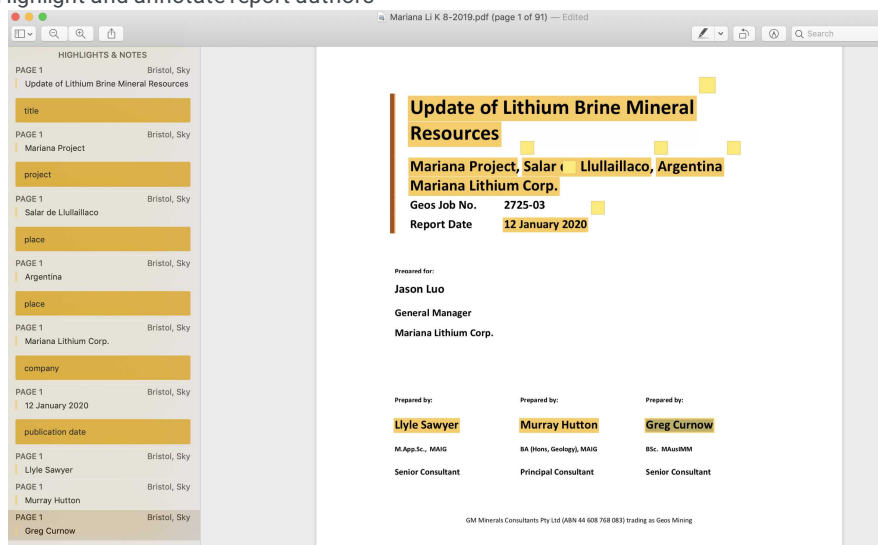 Highlight and annotate report authors
Mariana Li K 8-2019.pdf (page 1 of 91) — Edited
Search
HIGHLIGHTS & NOTES
PAGE 1 Bristol, Sky
Update of Lithium Brine Mineral Resources
title
PAGE 1 Bristol, Sky
Mariana Project
project
PAGE 1 Bristol, Sky
Salar de Llullaillaco
place
PAGE 1 Bristol, Sky
Argentina
place
PAGE 1 Bristol, Sky
Mariana Lithium Corp.
company
PAGE 1 Bristol, Sky
12 January 2020
publication date
PAGE 1 Bristol, Sky
Llyle Sawyer
PAGE 1 Bristol, Sky
Murray Hutton
PAGE 1 Bristol, Sky
Greg Curnow
Update of Lithium Brine Mineral
Resources
Mariana Project, Salar Llullaillaco, Argentina
Mariana Lithium Corp.
Geos Job No. 2725-03
Report Date 12 January 2020
Prepared for:
Jason Luo
General Manager
Mariana Lithium Corp.
Prepared by: Prepared by: Prepared by:
Llyle Sawyer Murray Hutton Greg Curnow
M.App.Sc., MAIG BA (Hons, Geology), MAIG BSc. MAusIMM
Senior Consultant Principal Consultant Senior Consultant
GM Minerals Consultants Pty Ltd (ABN 44 608 768 083) trading as Geos Mining